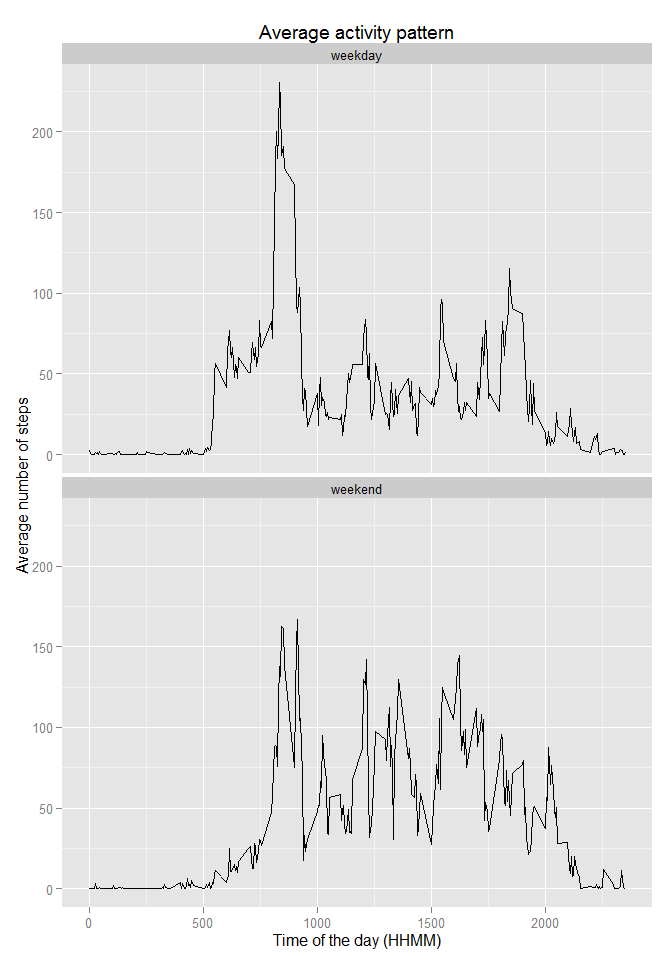 Average activity pattern
weekday
200
150
100
50
0
Average number of steps
weekend
200
150
100
50
0
0 500 1000 1500 2000
Time of the day (HHMM)